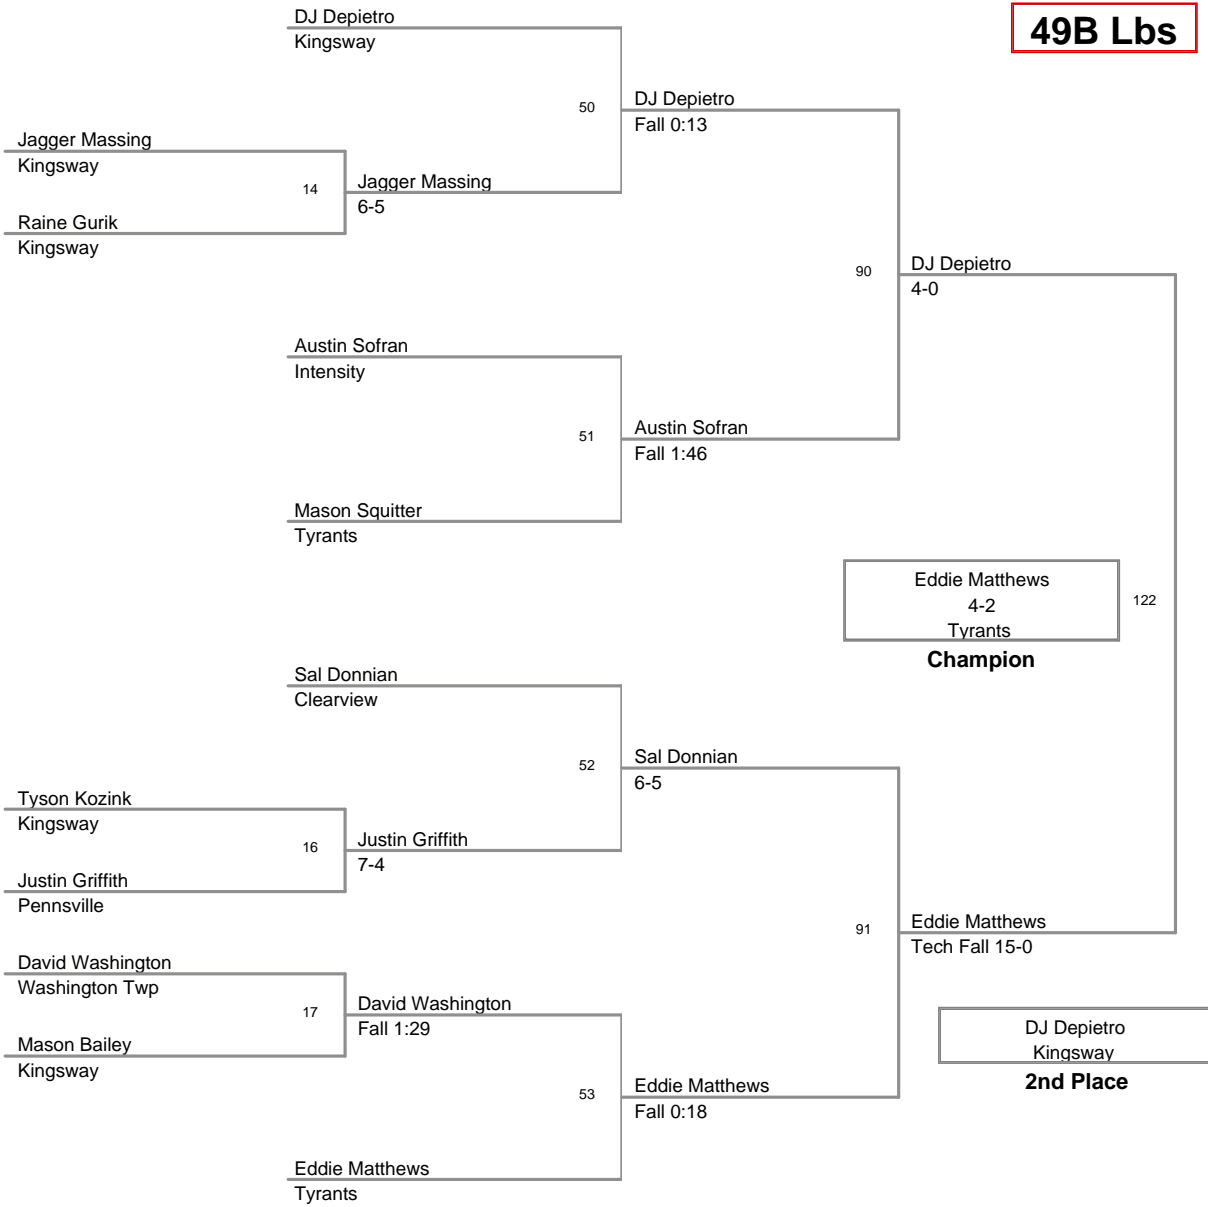 DJ Depietro
Kingsway
49B Lbs
50
DJ Depietro
Fall 0:13
Jagger Massing
Kingsway
14
Jagger Massing
6-5
Raine Gurik
Kingsway
90
DJ Depietro
4-0
Austin Sofran
Intensity
51
Austin Sofran
Fall 1:46
Mason Squitter
Tyrants
Eddie Matthews
4-2
Tyrants
Champion
122
Sal Donnian
Clearview
52
Sal Donnian
6-5
Tyson Kozink
Kingsway
16
Justin Griffith
7-4
Justin Griffith
Pennsville
91
Eddie Matthews
Tech Fall 15-0
David Washington
Washington Twp
17
David Washington
Fall 1:29
Mason Bailey
Kingsway
DJ Depietro
Kingsway
2nd Place
53
Eddie Matthews
Fall 0:18
Eddie Matthews
Tyrants